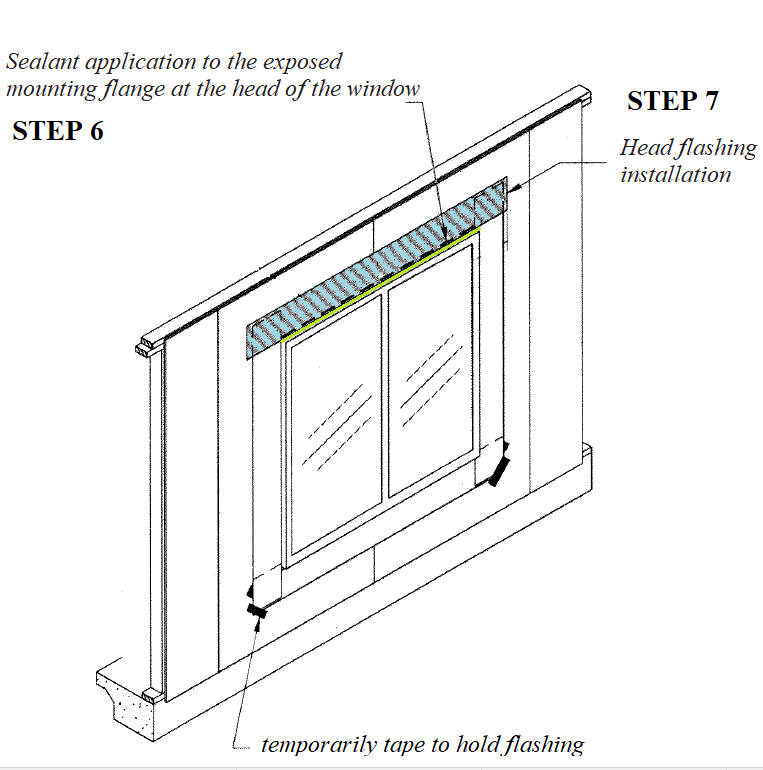 Sealant application to the exposed
mounting flange at the head of the window
STEP 6
STEP 7
Head flashing
installation
temporarily tape to hold flashing